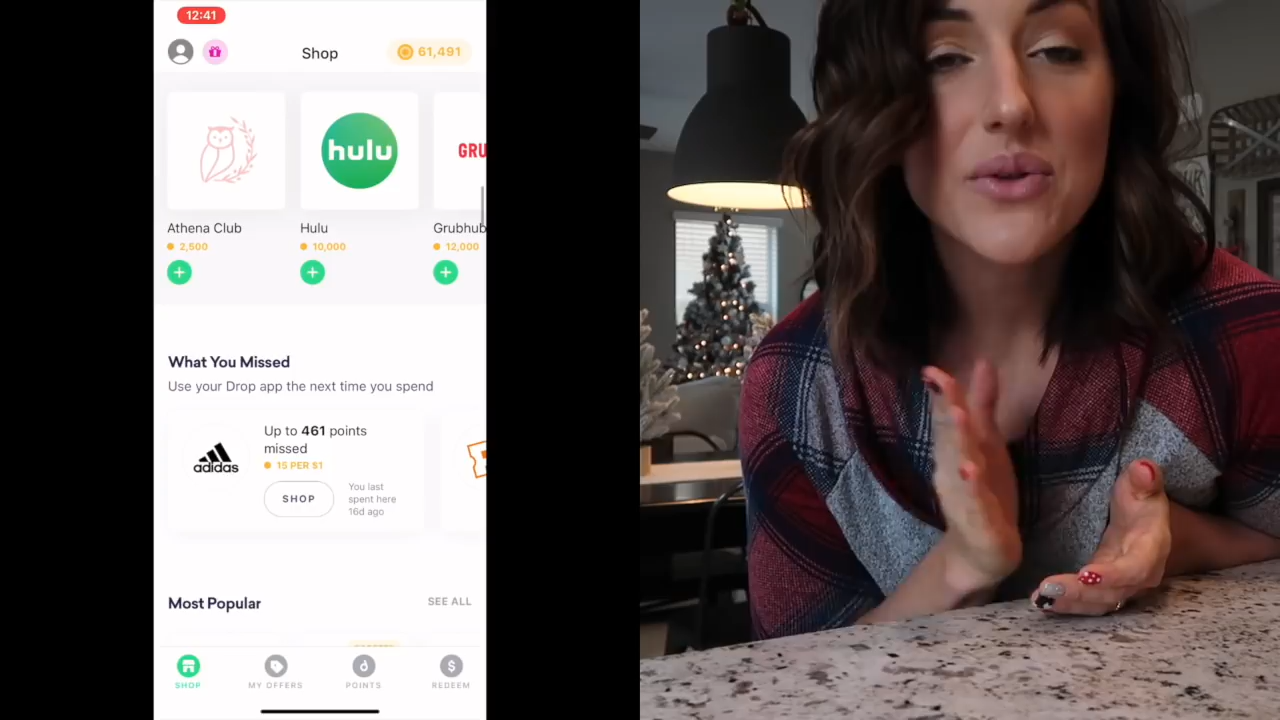 12:41
Shop
61,491
hulu
GRU
Athena Club
Hulu
Grubhub
2,500
10,000
12,000
What You Missed
Use your Drop app the next time you spend
Up to 461 points
missed
adidas
15 PER $1
SHOP
You last
spent here
16d ago
Most Popular
SEE ALL
SHOP
MY OFFERS
POINTS
REDEEM